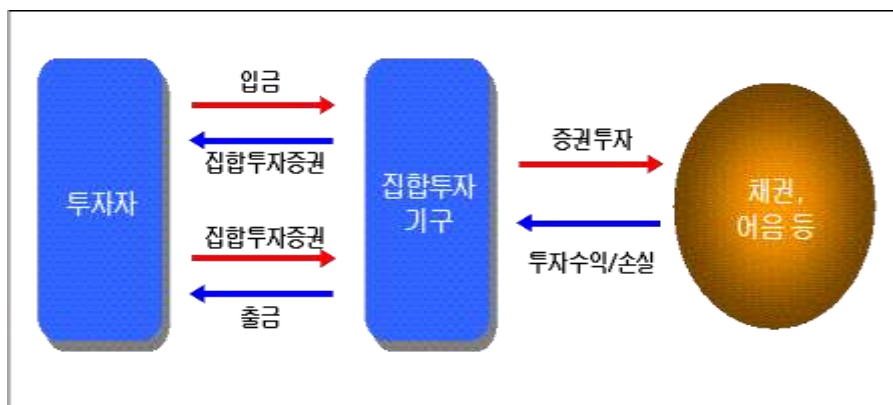 입금
집합투자증권
투자자
집합투자증권
출금
집합투자
기구
증권투자
투자수익/손실
채권,
어음 등